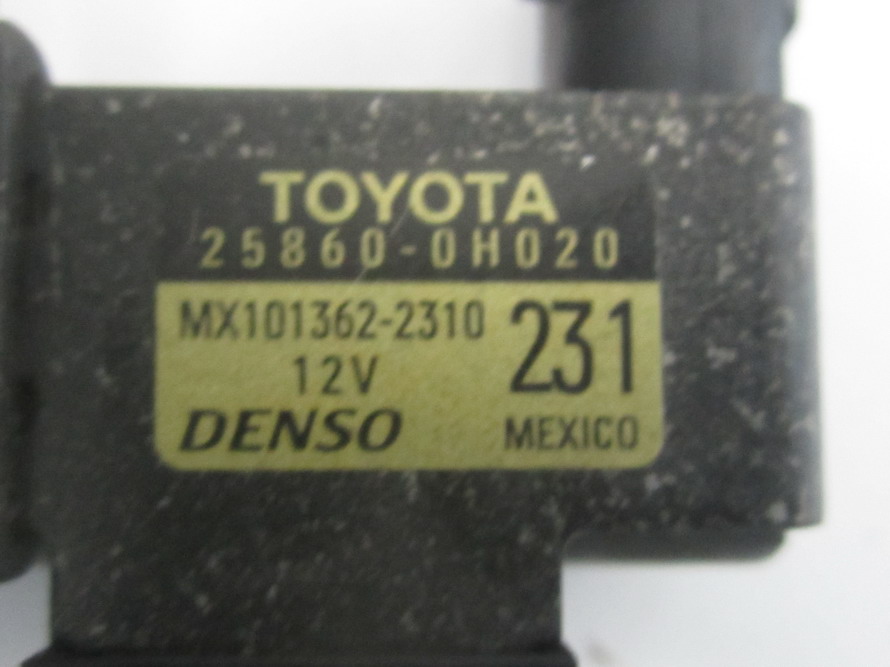 TOYOTA
25860-0H020
MX101362-2310 231
12V
DENSO MEXICO